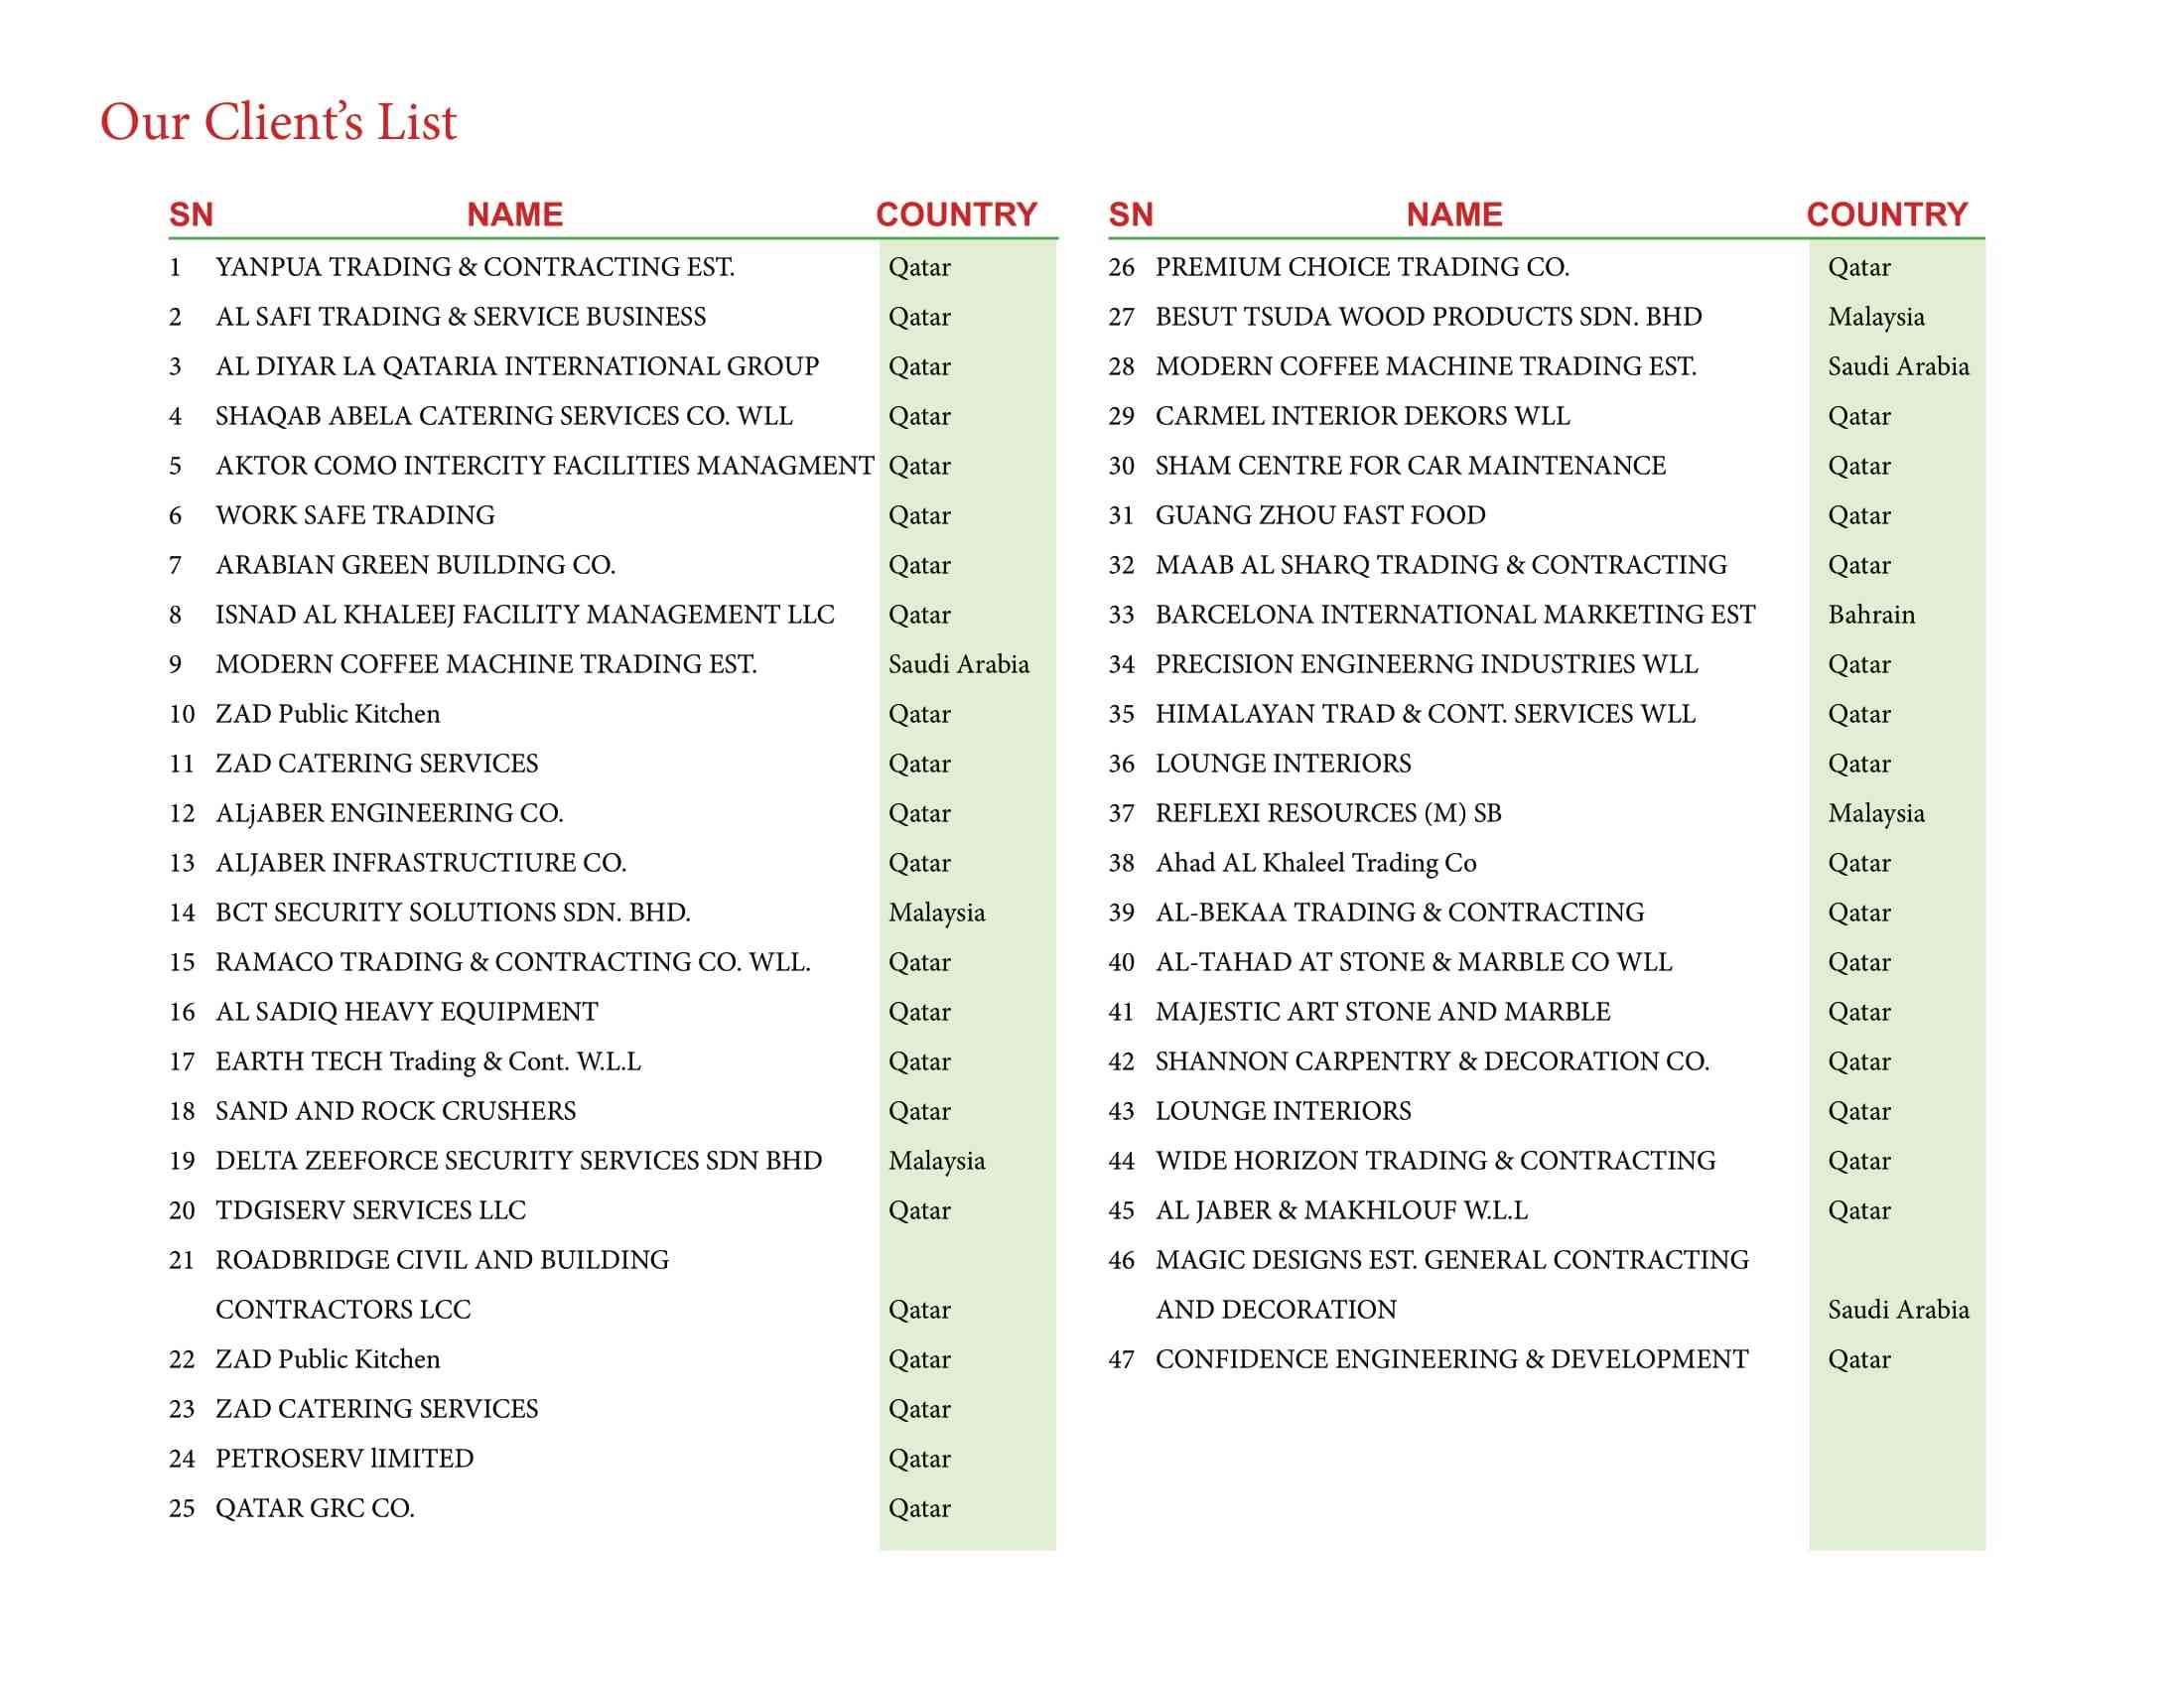 Our Client’s List
SN NAME COUNTRY
1 YANPUA TRADING & CONTRACTING EST. Qatar
2 AL SAFI TRADING & SERVICE BUSINESS Qatar
3 AL DIYAR LA QATARIA INTERNATIONAL GROUP Qatar
4 SHAQAB ABELA CATERING SERVICES CO. WLL Qatar
5 AKTOR COMO INTERCITY FACILITIES MANAGMENT Qatar
6 WORK SAFE TRADING Qatar
7 ARABIAN GREEN BUILDING CO. Qatar
8 ISNAD AL KHALEEJ FACILITY MANAGEMENT LLC Qatar
9 MODERN COFFEE MACHINE TRADING EST. Saudi Arabia
10 ZAD Public Kitchen Qatar
11 ZAD CATERING SERVICES Qatar
12 ALjABER ENGINEERING CO. Qatar
13 ALJABER INFRASTRUCTIURE CO. Qatar
14 BCT SECURITY SOLUTIONS SDN. BHD. Malaysia
15 RAMACO TRADING & CONTRACTING CO. WLL. Qatar
16 AL SADIQ HEAVY EQUIPMENT Qatar
17 EARTH TECH Trading & Cont. W.L.L Qatar
18 SAND AND ROCK CRUSHERS Qatar
19 DELTA ZEEFORCE SECURITY SERVICES SDN BHD Malaysia
20 TDGISERV SERVICES LLC Qatar
21 ROADBRIDGE CIVIL AND BUILDING
CONTRACTORS LCC Qatar
22 ZAD Public Kitchen Qatar
23 ZAD CATERING SERVICES Qatar
24 PETROSERV lIMITED Qatar
25 QATAR GRC CO. Qatar
SN NAME COUNTRY
26 PREMIUM CHOICE TRADING CO. Qatar
27 BESUT TSUDA WOOD PRODUCTS SDN. BHD Malaysia
28 MODERN COFFEE MACHINE TRADING EST. Saudi Arabia
29 CARMEL INTERIOR DEKORS WLL Qatar
30 SHAM CENTRE FOR CAR MAINTENANCE Qatar
31 GUANG ZHOU FAST FOOD Qatar
32 MAAB AL SHARQ TRADING & CONTRACTING Qatar
33 BARCELONA INTERNATIONAL MARKETING EST Bahrain
34 PRECISION ENGINEERNG INDUSTRIES WLL Qatar
35 HIMALAYAN TRAD & CONT. SERVICES WLL Qatar
36 LOUNGE INTERIORS Qatar
37 REFLEXI RESOURCES (M) SB Malaysia
38 Ahad AL Khaleel Trading Co Qatar
39 AL-BEKAA TRADING & CONTRACTING Qatar
40 AL-TAHAD AT STONE & MARBLE CO WLL Qatar
41 MAJESTIC ART STONE AND MARBLE Qatar
42 SHANNON CARPENTRY & DECORATION CO. Qatar
43 LOUNGE INTERIORS Qatar
44 WIDE HORIZON TRADING & CONTRACTING Qatar
45 AL JABER & MAKHLOUF W.L.L Qatar
46 MAGIC DESIGNS EST. GENERAL CONTRACTING
AND DECORATION Saudi Arabia
47 CONFIDENCE ENGINEERING & DEVELOPMENT Qatar